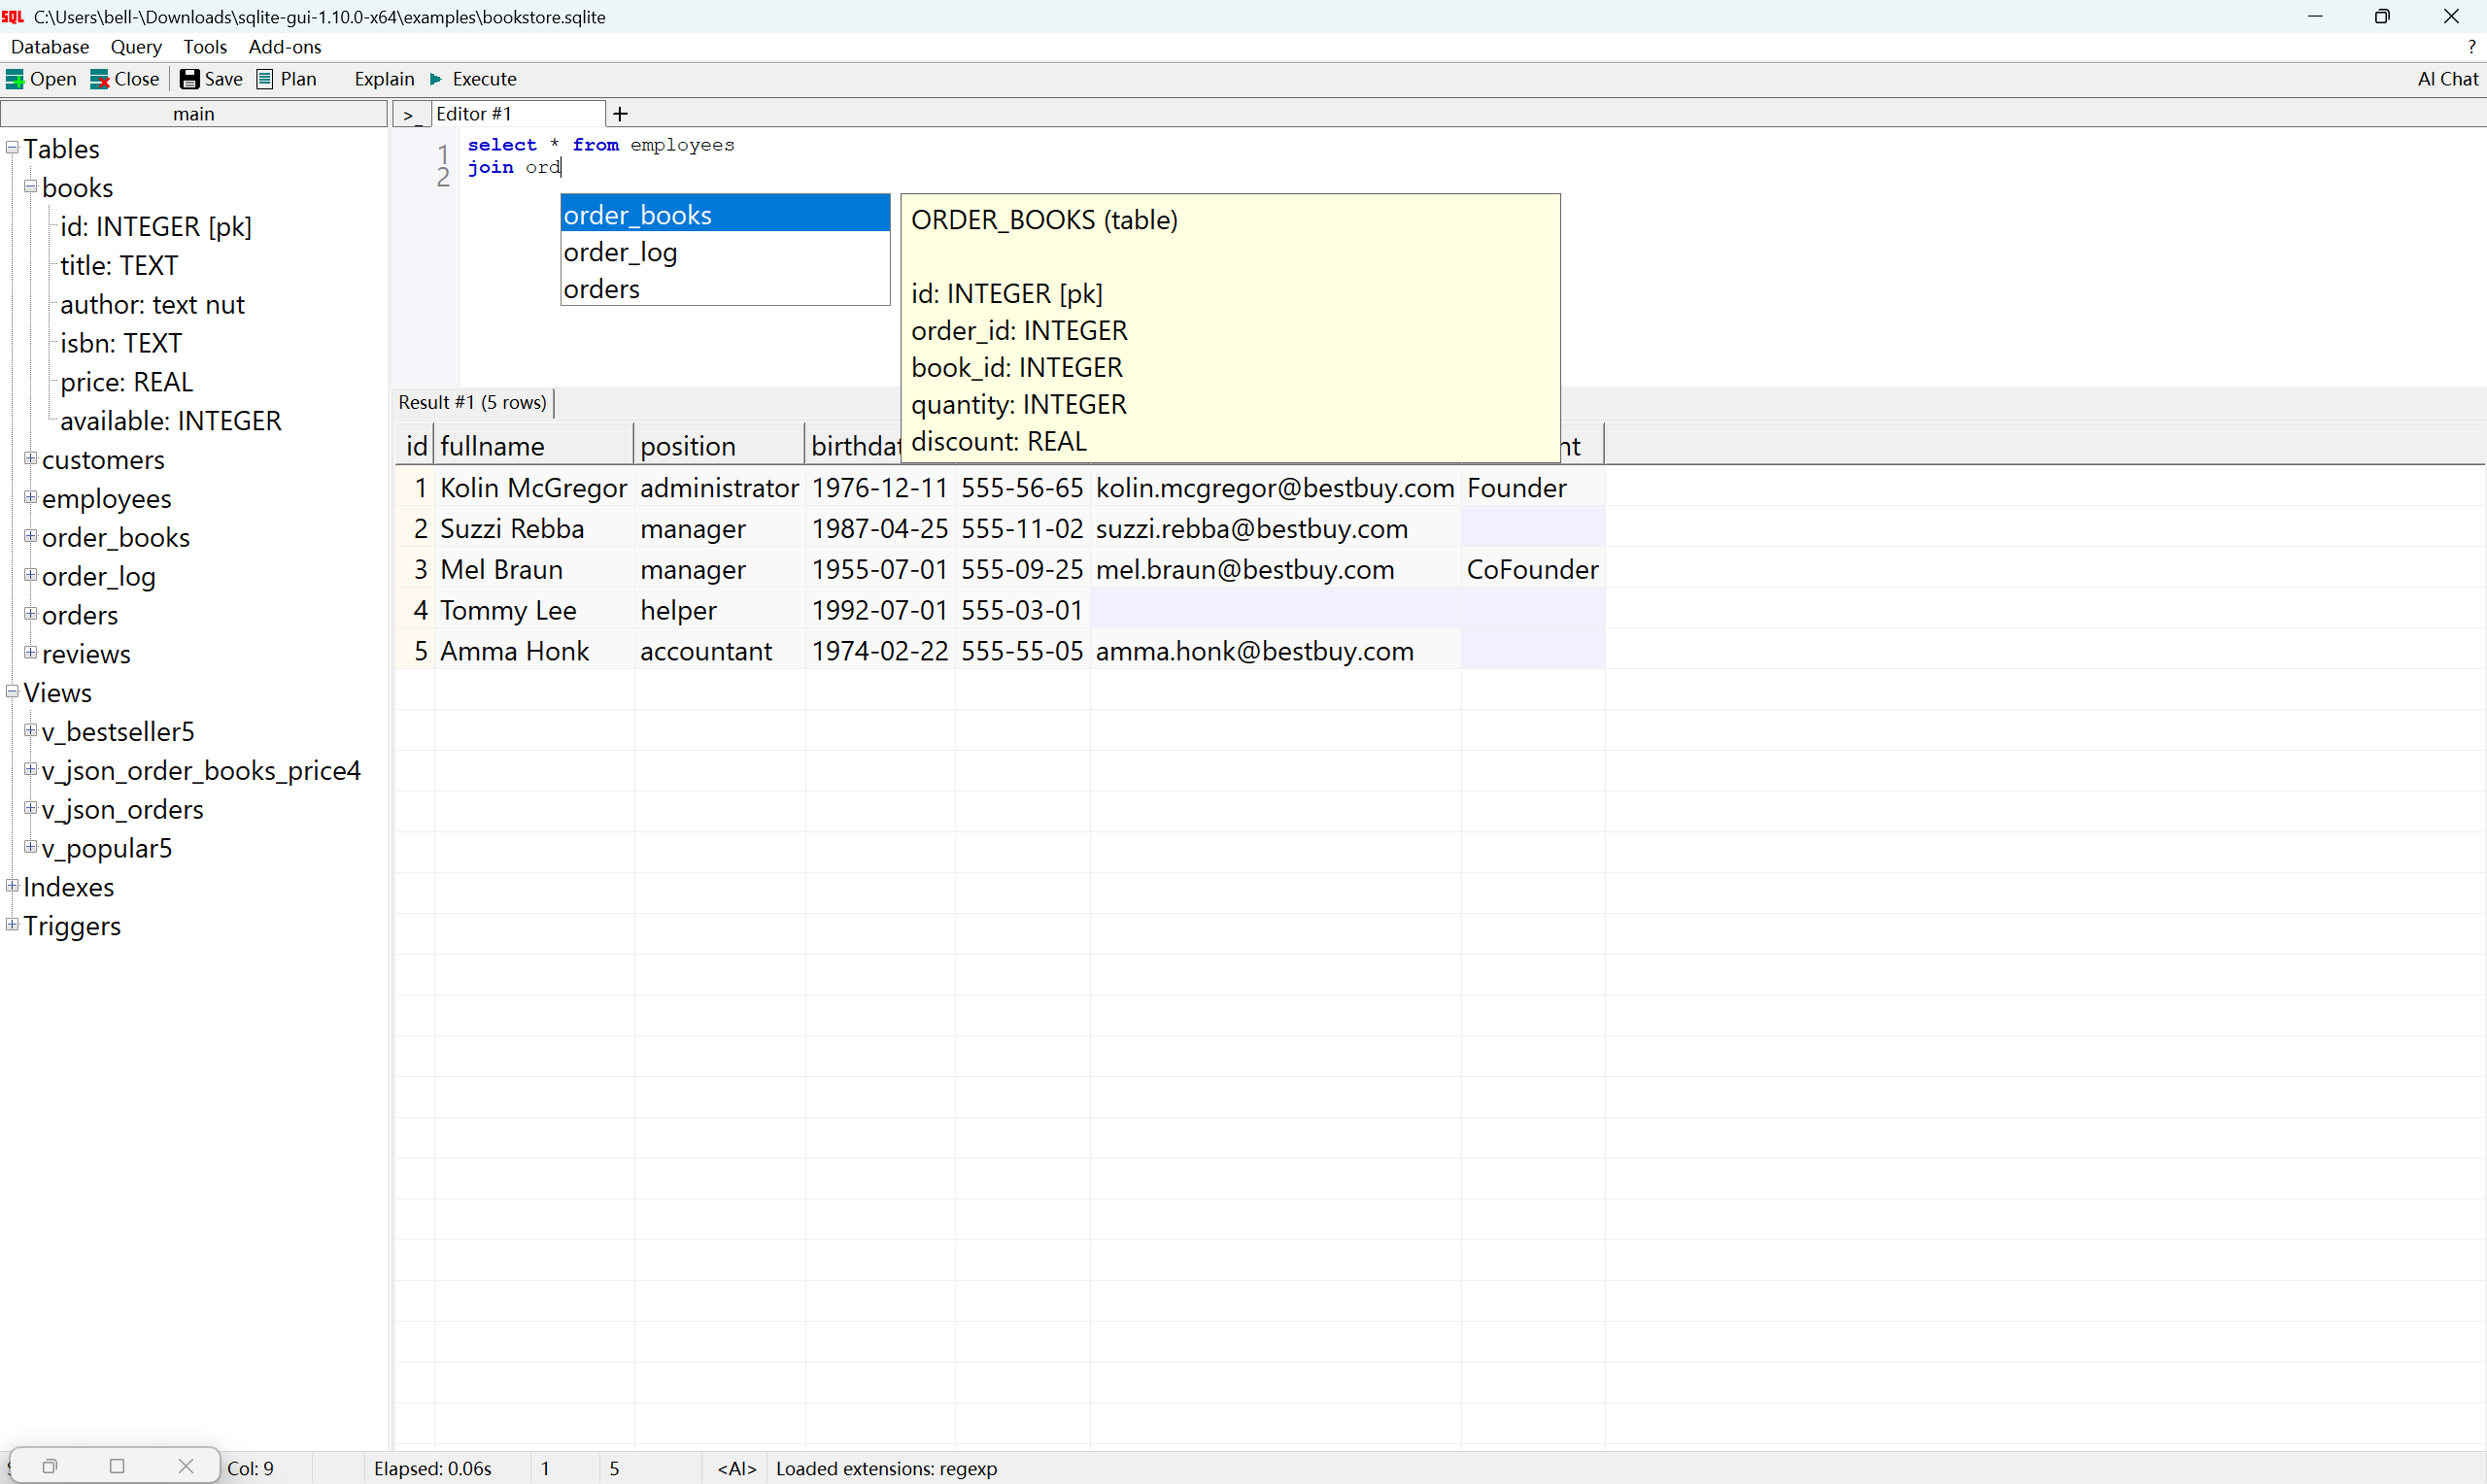 SQL C:\Users\bell-\Downloads\sqlite-gui-1.10.0-x64\examples\bookstore.sqlite
Database Query Tools Add-ons ?
Open Close Save Plan Explain Execute AI Chat
main
>_ Editor #1 +
Tables
books
id: INTEGER [pk]
title: TEXT
author: text nut
isbn: TEXT
price: REAL
available: INTEGER
customers
employees
order_books
order_log
orders
reviews
Views
v_bestseller5
v_json_order_books_price4
v_json_orders
v_popular5
Indexes
Triggers
1 select * from employees
2 join ord
order_books
order_log
orders
ORDER_BOOKS (table)
id: INTEGER [pk]
order_id: INTEGER
book_id: INTEGER
quantity: INTEGER
discount: REAL
Result #1 (5 rows)
id fullname position birthdat nt
1 Kolin McGregor administrator 1976-12-11 555-56-65 kolin.mcgregor@bestbuy.com Founder
2 Suzzi Rebba manager 1987-04-25 555-11-02 suzzi.rebba@bestbuy.com
3 Mel Braun manager 1955-07-01 555-09-25 mel.braun@bestbuy.com CoFounder
4 Tommy Lee helper 1992-07-01 555-03-01
5 Amma Honk accountant 1974-02-22 555-55-05 amma.honk@bestbuy.com
Col: 9 Elapsed: 0.06s 1 5 <AI> Loaded extensions: regexp